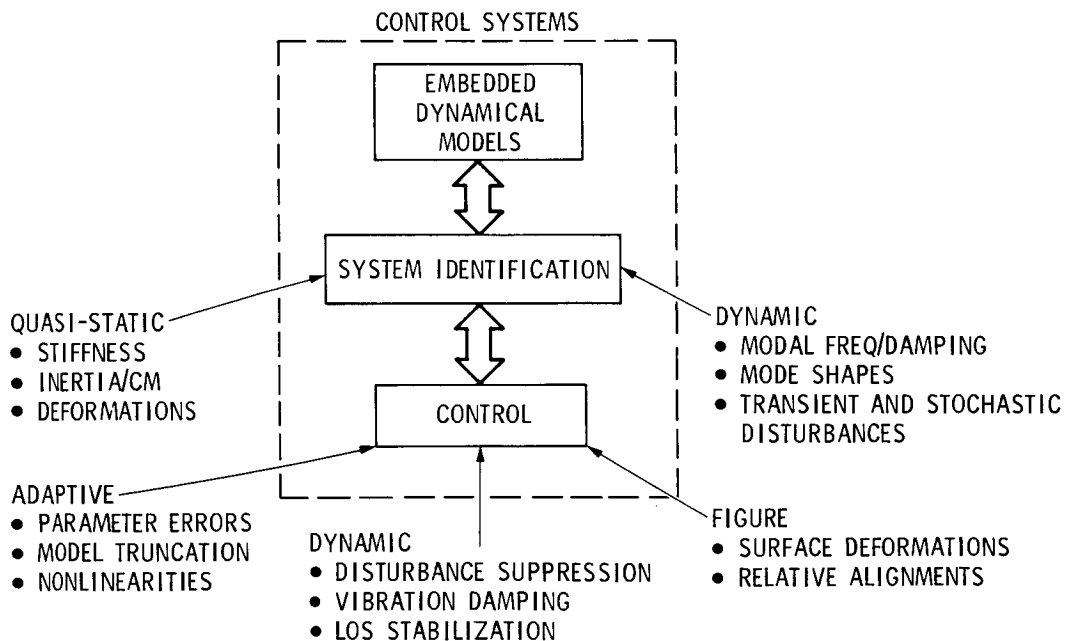 CONTROL SYSTEMS
EMBEDDED
DYNAMICAL
MODELS
SYSTEM IDENTIFICATION
CONTROL
QUASI-STATIC
• STIFFNESS
• INERTIA/CM
• DEFORMATIONS
DYNAMIC
• MODAL FREQ/DAMPING
• MODE SHAPES
• TRANSIENT AND STOCHASTIC
DISTURBANCES
ADAPTIVE
• PARAMETER ERRORS
• MODEL TRUNCATION
• NONLINEARITIES
DYNAMIC
• DISTURBANCE SUPPRESSION
• VIBRATION DAMPING
• LOS STABILIZATION
FIGURE
• SURFACE DEFORMATIONS
• RELATIVE ALIGNMENTS